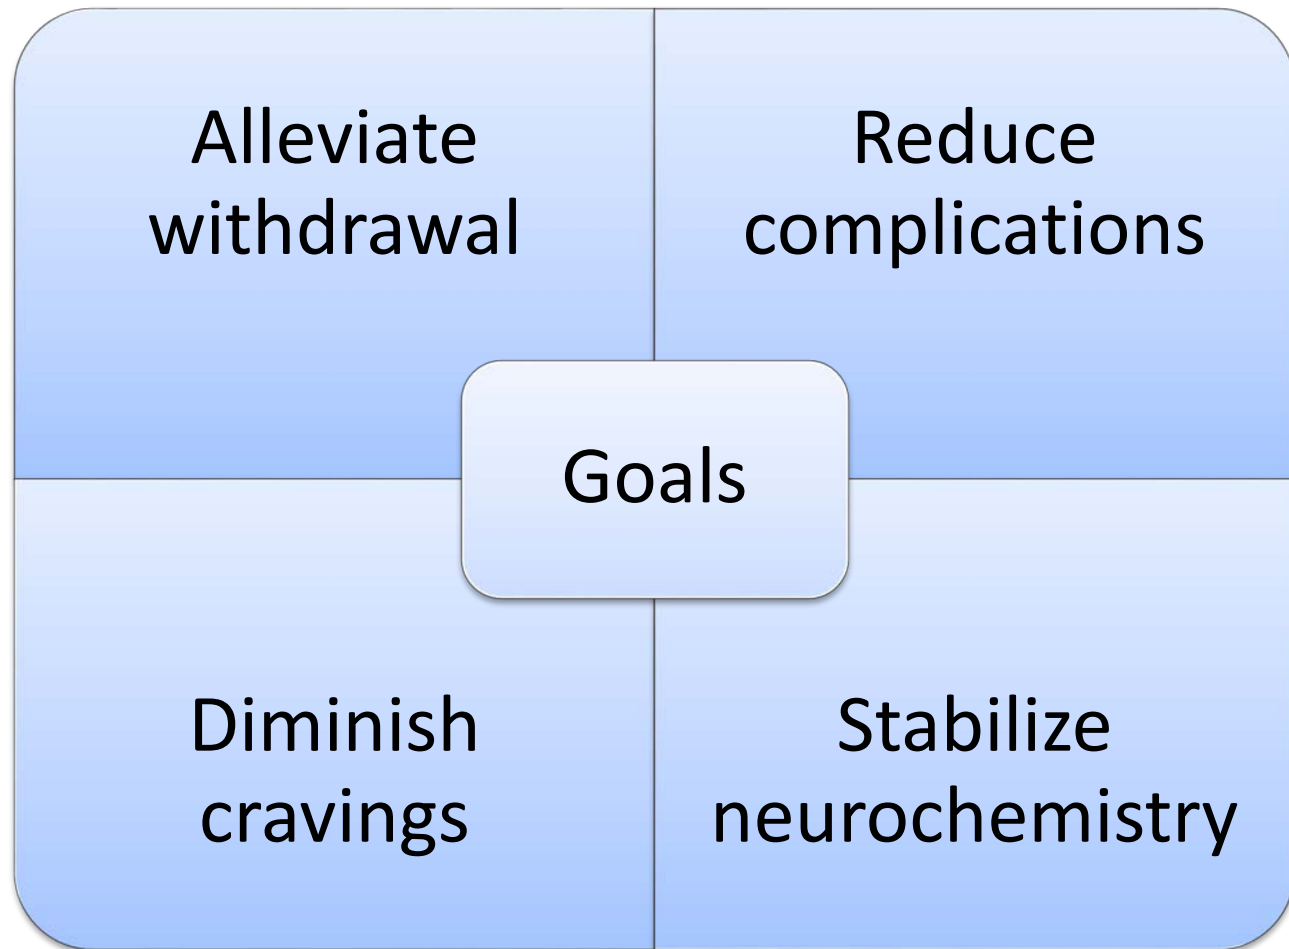 Alleviate
withdrawal
Reduce
complications
Goals
Diminish
cravings
Stabilize
neurochemistry